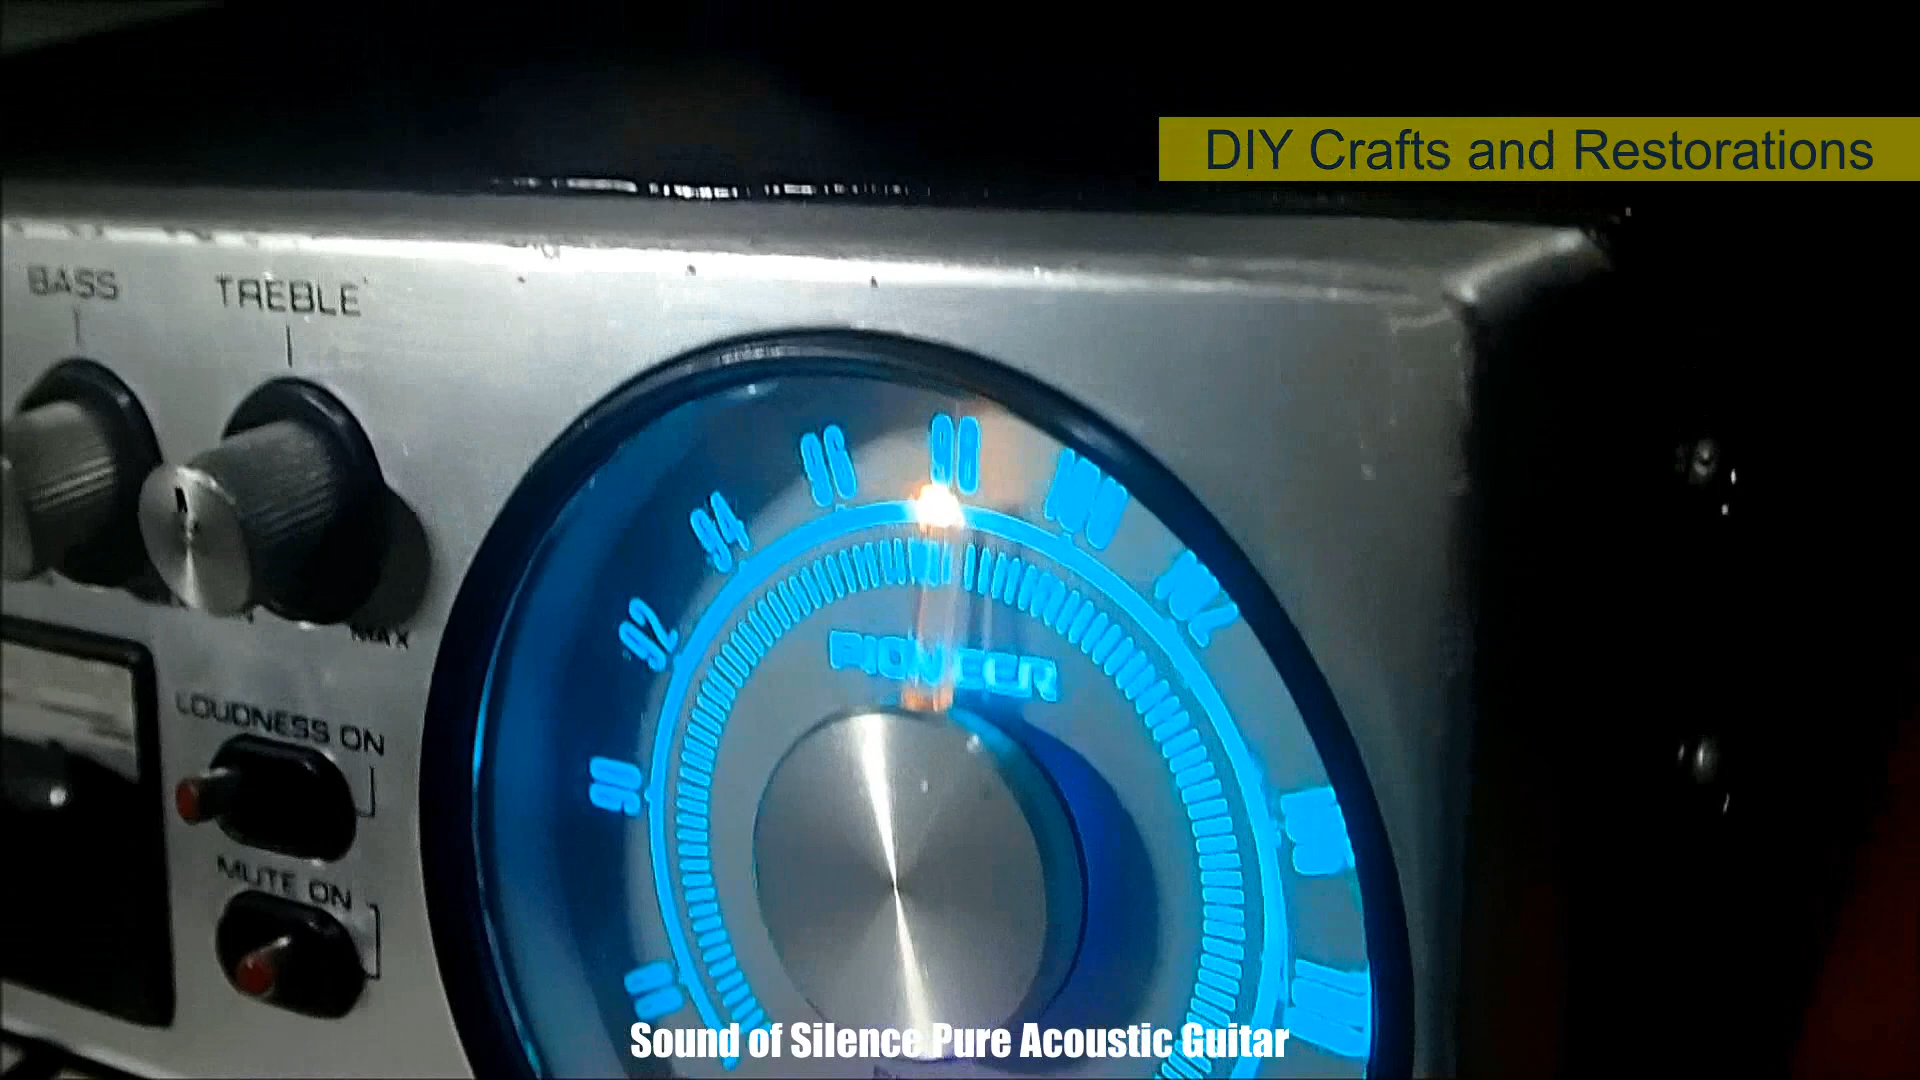 DIY Crafts and Restorations
BASS
TREBLE
MAX
LOUDNESS ON
MUTE ON
88
90
92
94
96
98
100
102
PIONEER
Sound of Silence Pure Acoustic Guitar